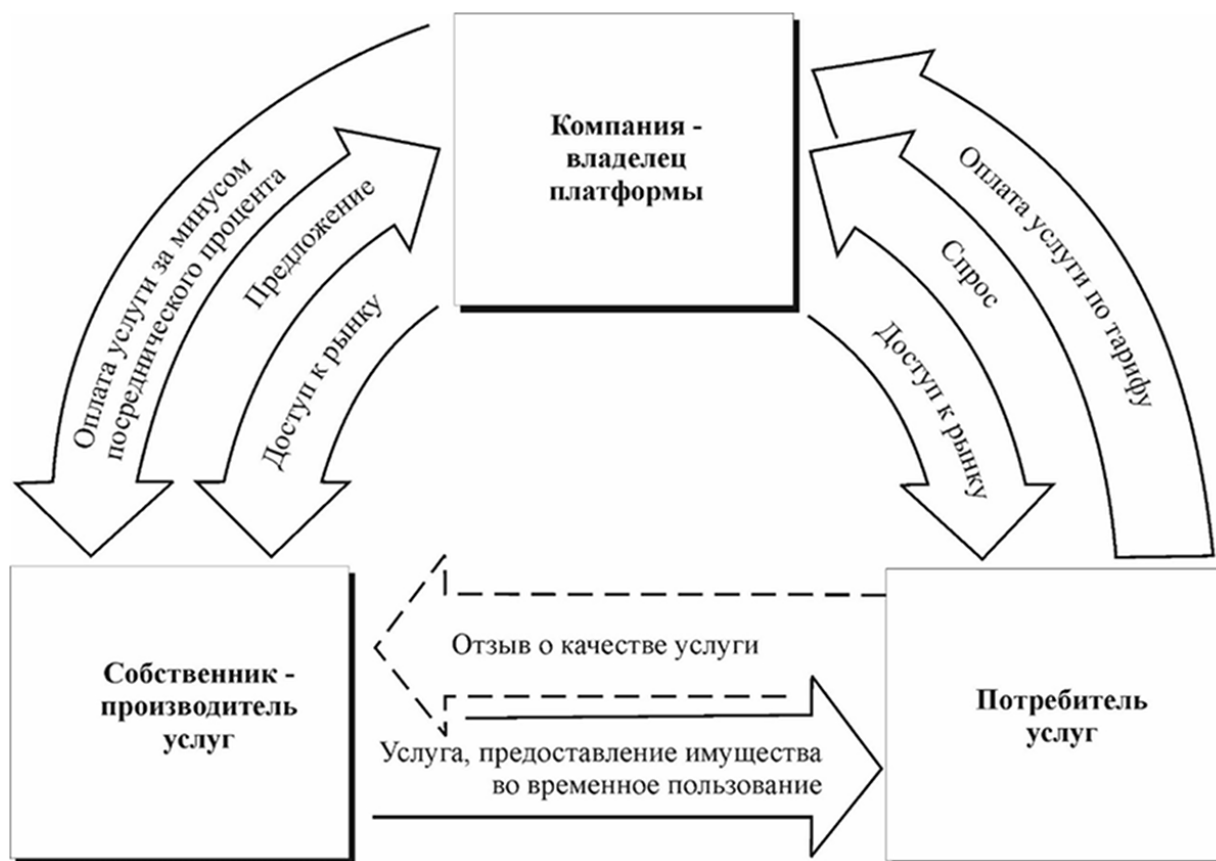 Компания -
владелец
платформы
Оплата услуги за минусом
посреднического процента
Предложение
Доступ к рынку
Оплата услуги по тарифу
Спрос
Доступ к рынку
Отзыв о качестве услуги
Услуга, предоставление имущества
во временное пользование
Собственник -
производитель
услуг
Потребитель
услуг